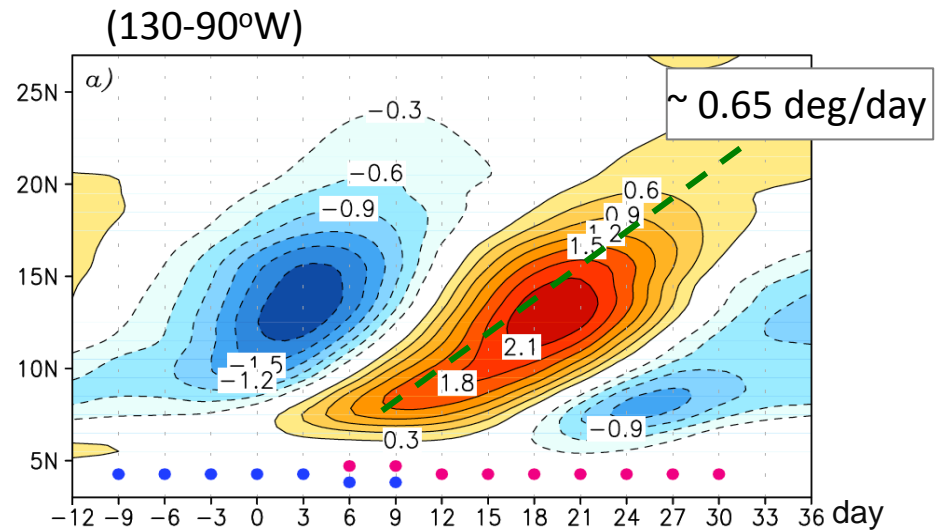 (130-90°W)
a)
~ 0.65 deg/day
25N
20N
15N
10N
5N
−0.3
−0.6
−0.9
−1.5
−1.2
0.6
0.9
1.2
1.5
2.1
1.8
0.3
−0.9
−12 −9 −6 −3 0 3 6 9 12 15 18 21 24 27 30 33 36 day